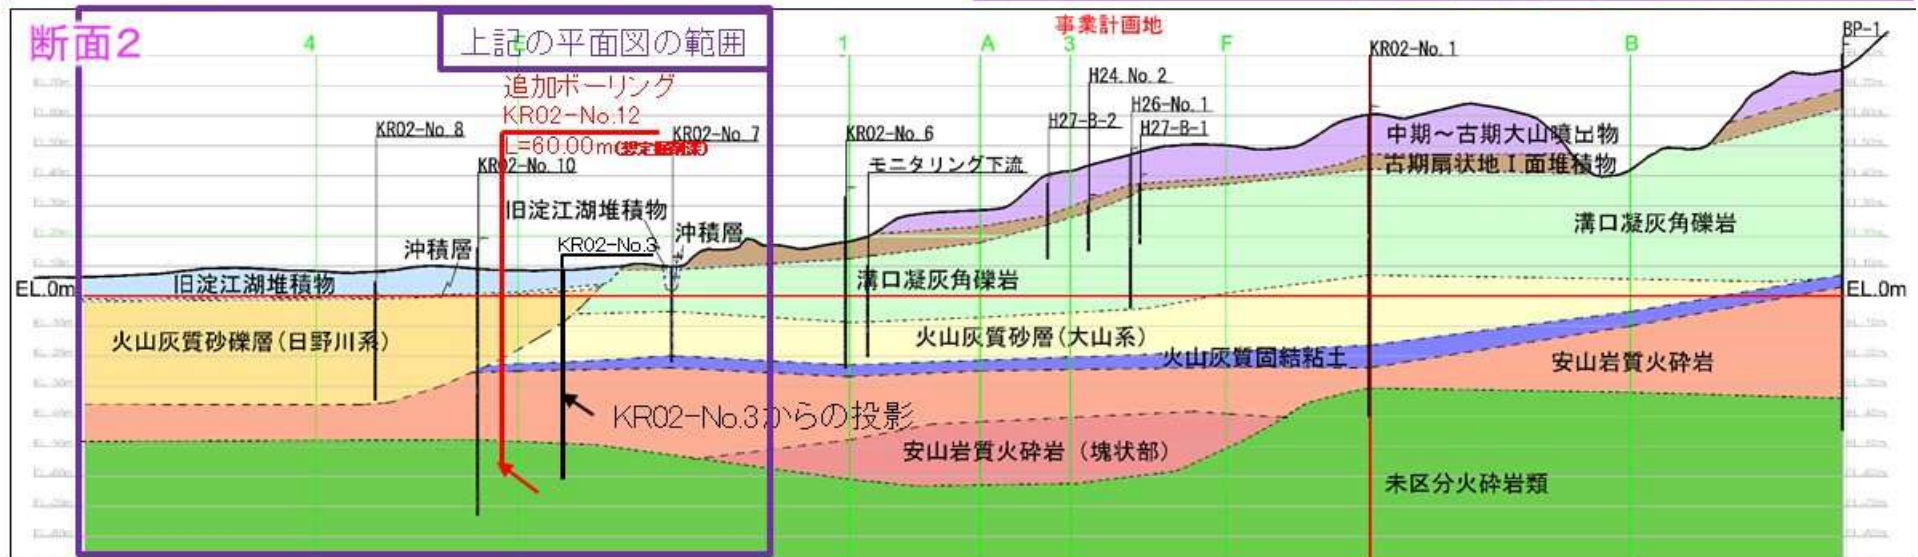 断面2
上記の平面図の範囲
事業計画地
4
1
A
3
F
B
BP-1
KR02-No.1
追加ボーリング
KR02-No.12
L=60.00m
H24.No.2
H26-No.1
H27-B-2
H27-B-1
KR02-No.8
KR02-No.7
KR02-No.6
KR02-No.10
モニタリング下流
中期～古期大山噴出物
古期扇状地Ⅰ面堆積物
旧淀江湖堆積物
沖積層
沖積層
KR02-No.3
溝口凝灰角礫岩
EL.0m
旧淀江湖堆積物
溝口凝灰角礫岩
EL.0m
火山灰質砂礫層(日野川系)
火山灰質砂層(大山系)
火山灰質固結粘土
安山岩質火砕岩
KR02-No.3からの投影
安山岩質火砕岩(塊状部)
未区分火砕岩類